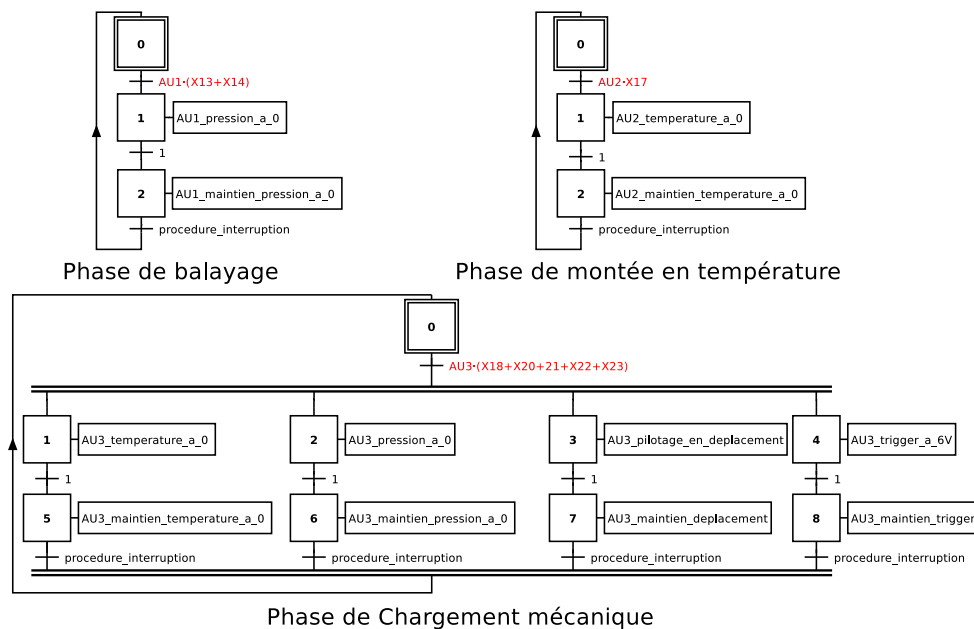 0
AU1·(X13+X14)
1
AU1_pression_a_0
1
2
AU1_maintien_pression_a_0
procedure_interruption
Phase de balayage
0
AU2·X17
1
AU2_temperature_a_0
1
2
AU2_maintien_temperature_a_0
procedure_interruption
Phase de montée en température
0
AU3·(X18+X20+21+X22+X23)
1 AU3_temperature_a_0 2 AU3_pression_a_0 3 AU3_pilotage_en_deplacement 4 AU3_trigger_a_6V
1 1 1 1
5 AU3_maintien_temperature_a_0 6 AU3_maintien_pression_a_0 7 AU3_maintien_deplacement 8 AU3_maintien_trigger
procedure_interruption procedure_interruption procedure_interruption procedure_interruption
Phase de Chargement mécanique